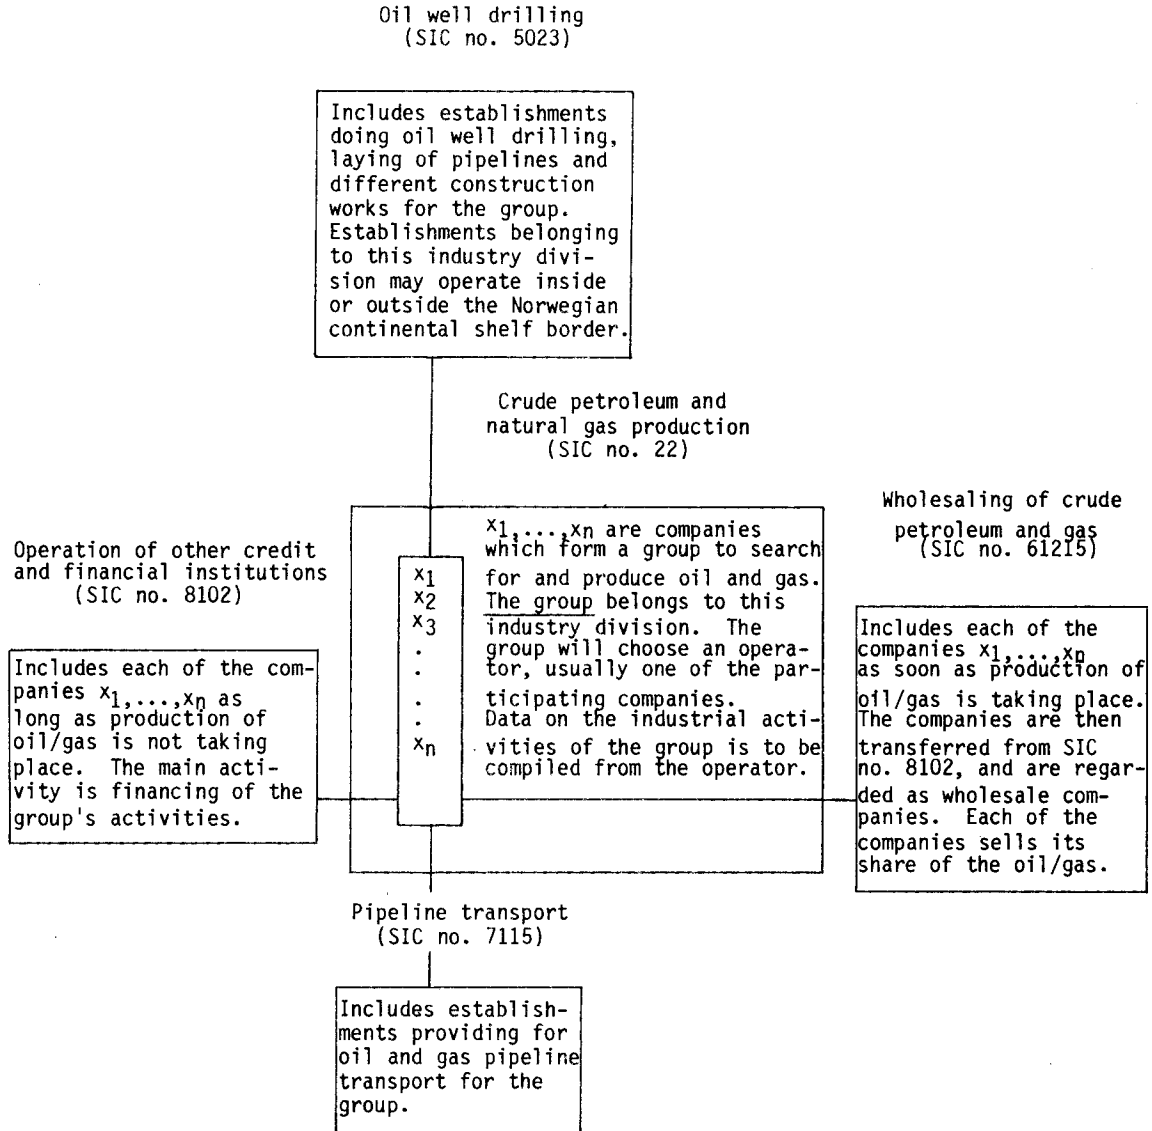 Oil well drilling
(SIC no. 5023)
Includes establishments
doing oil well drilling,
laying of pipelines and
different construction
works for the group.
Establishments belonging
to this industry divi-
sion may operate inside
or outside the Norwegian
continental shelf border.
Crude petroleum and
natural gas production
(SIC no. 22)
Operation of other credit
and financial institutions
(SIC no. 8102)
Includes each of the com-
panies x1,...,xn as
long as production of
oil/gas is not taking
place. The main acti-
vity is financing of the
group's activities.
x1
x2
x3
.
.
.
.
xn
x1,...,xn are companies
which form a group to search
for and produce oil and gas.
The group belongs to this
industry division. The
group will choose an opera-
tor, usually one of the par-
ticipating companies.
Data on the industrial acti-
vities of the group is to be
compiled from the operator.
Wholesaling of crude
petroleum and gas
(SIC no. 61215)
Includes each of the
companies x1,...,xn
as soon as production of
oil/gas is taking place.
The companies are then
transferred from SIC
no. 8102, and are regar-
ded as wholesale com-
panies. Each of the
companies sells its
share of the oil/gas.
Pipeline transport
(SIC no. 7115)
Includes establish-
ments providing for
oil and gas pipeline
transport for the
group.